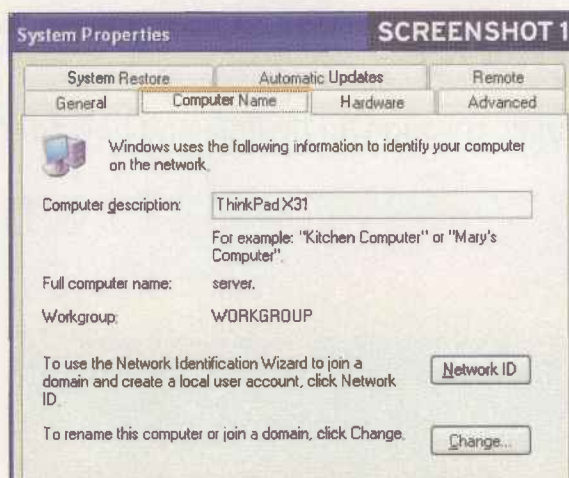 System Properties
SCREENSHOT 1
System Restore Automatic Updates Remote
General Computer Name Hardware Advanced
Windows uses the following information to identify your computer
on the network.
Computer description: ThinkPad X31
For example: "Kitchen Computer" or "Mary's
Computer".
Full computer name: server.
Workgroup: WORKGROUP
To use the Network Identification Wizard to join a
domain and create a local user account, click Network
ID.
Network ID
To rename this computer or join a domain, click Change.
Change...